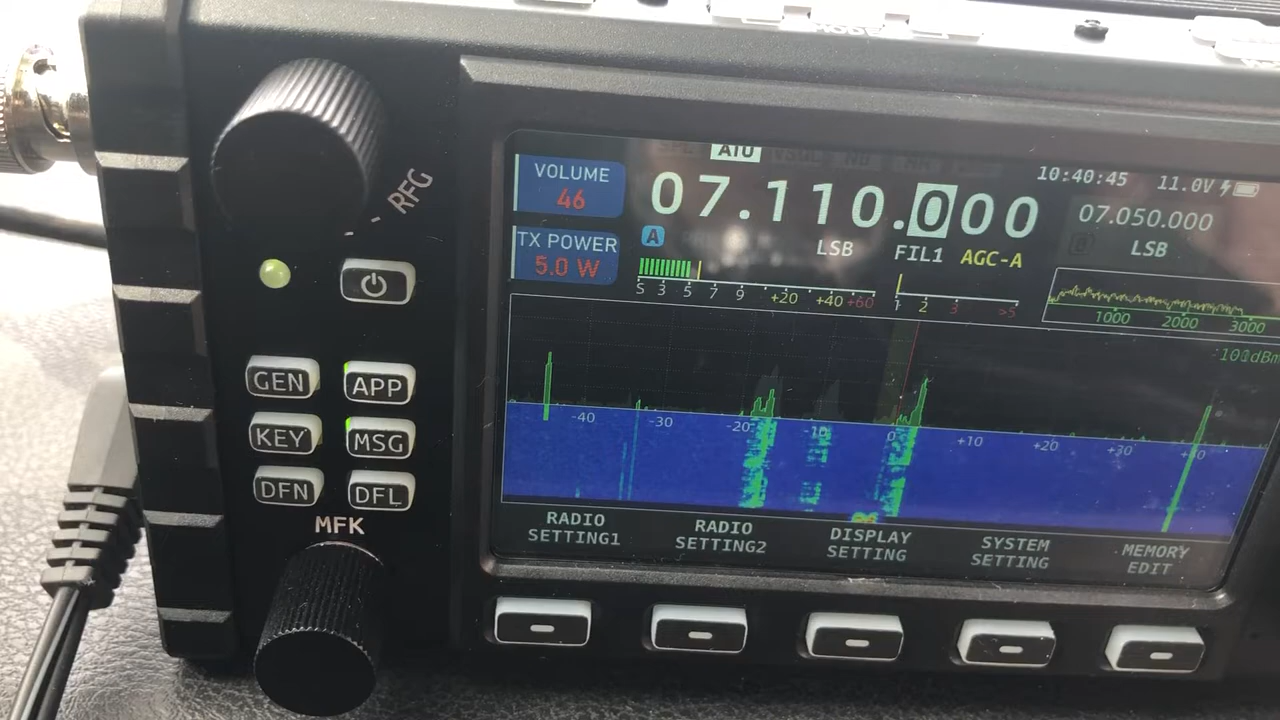 ATU
VOLUME
46
07.110.000
10:40:45
11.0V
TX POWER
5.0 W
A
LSB
FIL1
AGC-A
07.050.000
LSB
S 3 5 7 9 +20 +40 +60
1 2 3 >5
1000 2000 3000
RFG
-40 -30 -20 -10 0 +10 +20 +30 +40
GEN
APP
KEY
MSG
DFN
DFL
MFK
RADIO
SETTING1
RADIO
SETTING2
DISPLAY
SETTING
SYSTEM
SETTING
MEMORY
EDIT